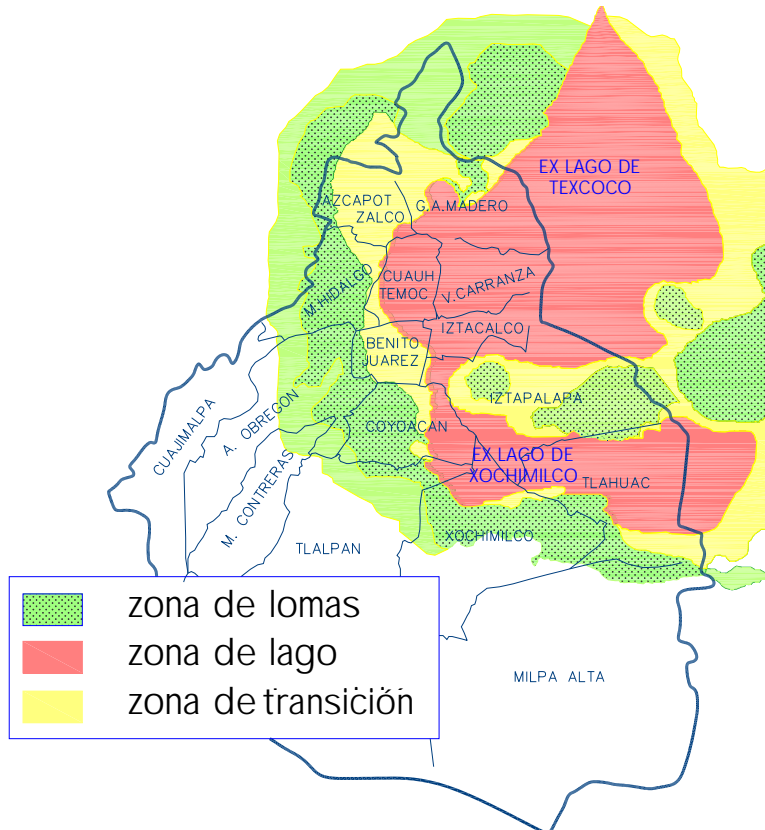 EX LAGO DE
TEXCOCO
AZCAPOT
ZALCO
G.A.MADERO
M.HIDALGO
CUAUH
TEMOC
V.CARRANZA
IZTACALCO
BENITO
JUAREZ
CUAJIMALPA
A. OBREGON
IZTAPALAPA
COYOACAN
EX LAGO DE
XOCHIMILCO
TLAHUAC
M. CONTRERAS
TLALPAN
XOCHIMILCO
zona de lomas
zona de lago
zona de transición
MILPA ALTA